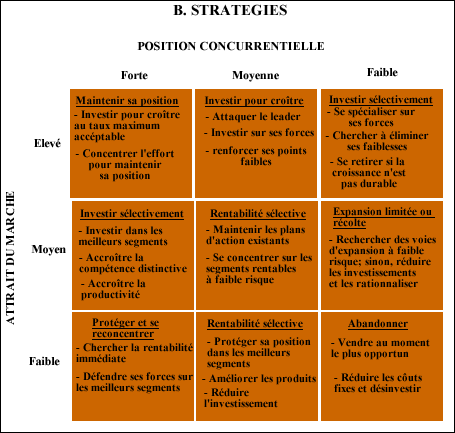 B. STRATEGIES
POSITION CONCURRENTIELLE
Forte
Moyenne
Faible
ATTRAIT DU MARCHE
Elevé
Maintenir sa position
- Investir pour croître
au taux maximum
accéptable
- Concentrer l'effort
pour maintenir
sa position
Investir pour croître
- Attaquer le leader
- Investir sur ses forces
- renforcer ses points
faibles
Investir sélectivement
- Se spécialiser sur
ses forces
- Chercher à éliminer
ses faiblesses
- Se retirer si la
croissance n'est
pas durable
Moyen
Investir sélectivement
- Investir dans les
meilleurs segments
- Accroître la
compétence distinctive
- Accroître la
productivité
Rentabilité sélective
- Maintenir les plans
d'action existants
- Se concentrer sur les
segments rentables
à faible risque
Expansion limitée ou
récolte
- Rechercher des voies
d'expansion à faible
risque; sinon, réduire
les investissements
et les rationnaliser
Faible
Protéger et se
reconcentrer
- Chercher la rentabilité
immédiate
- Défendre ses forces sur
les meilleurs segments
Rentabilité sélective
- Protéger sa position
dans les meilleurs
segments
- Améliorer les produits
- Réduire
l'investissement
Abandonner
- Vendre au moment
le plus opportun
- Réduire les côuts
fixes et désinvestir